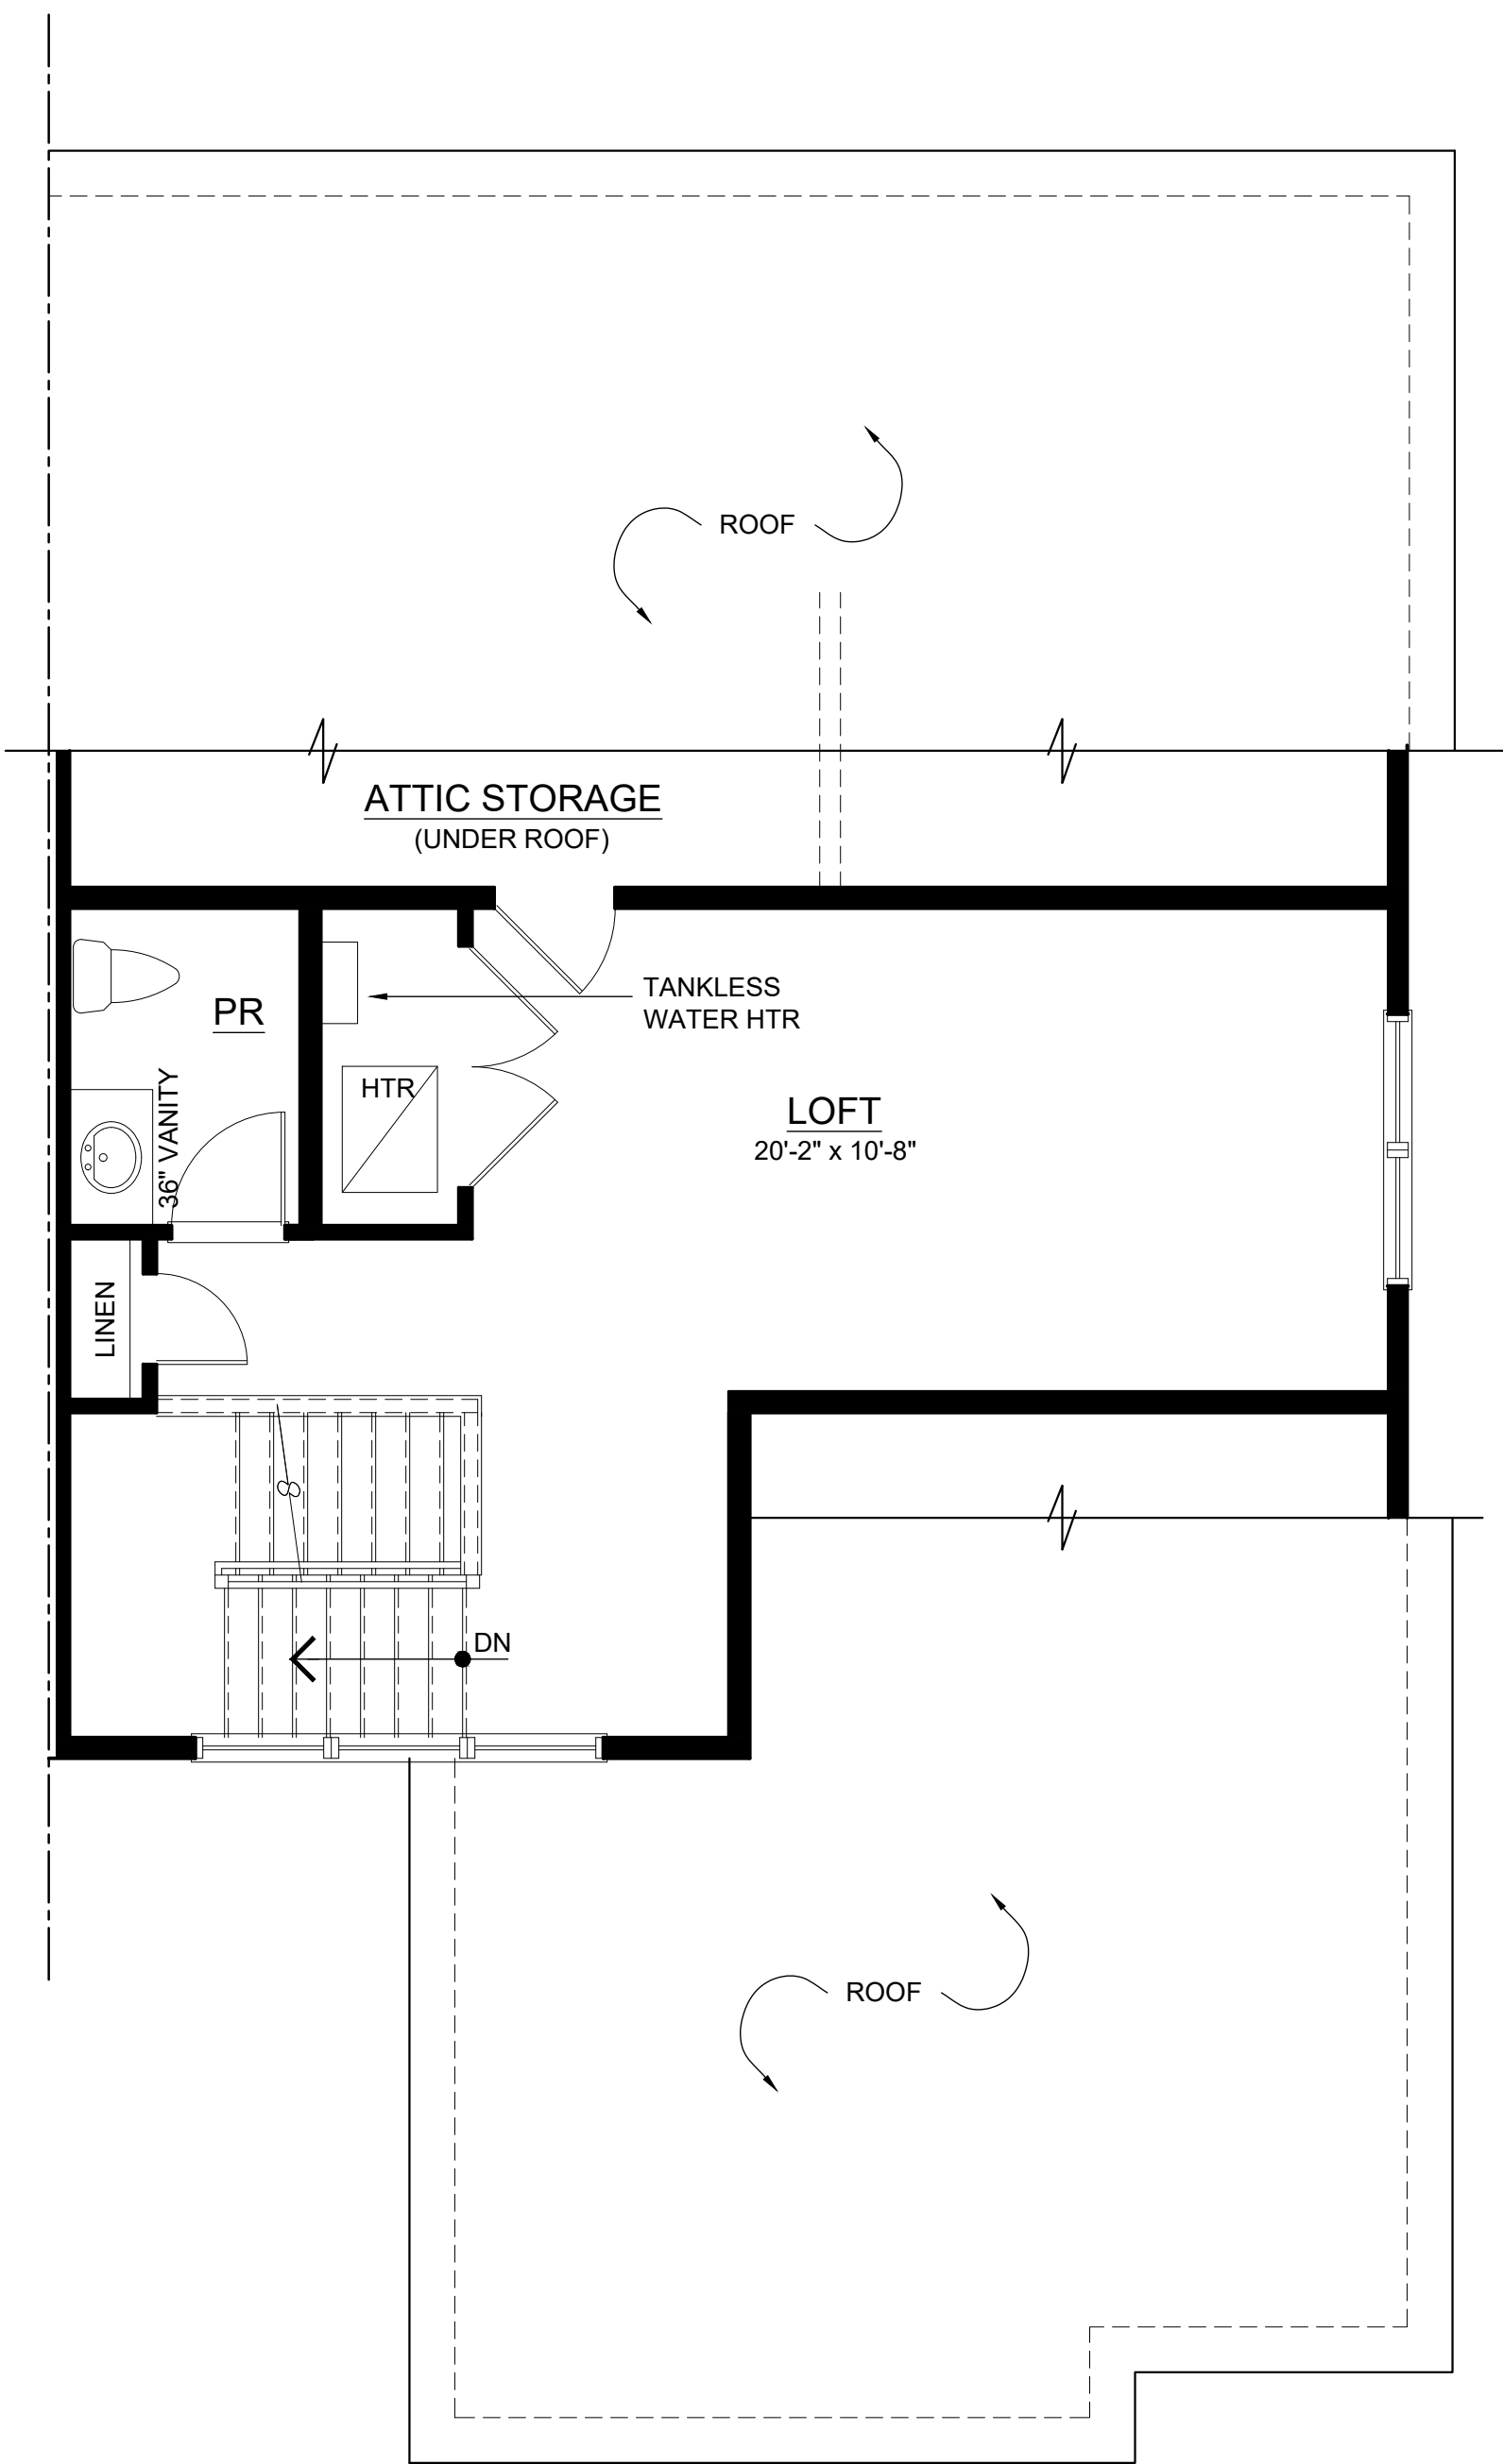 ROOF
ATTIC STORAGE
(UNDER ROOF)
TANKLESS
WATER HTR
PR
HTR
36" VANITY
LOFT
20'-2" x 10'-8"
LINEN
DN
ROOF